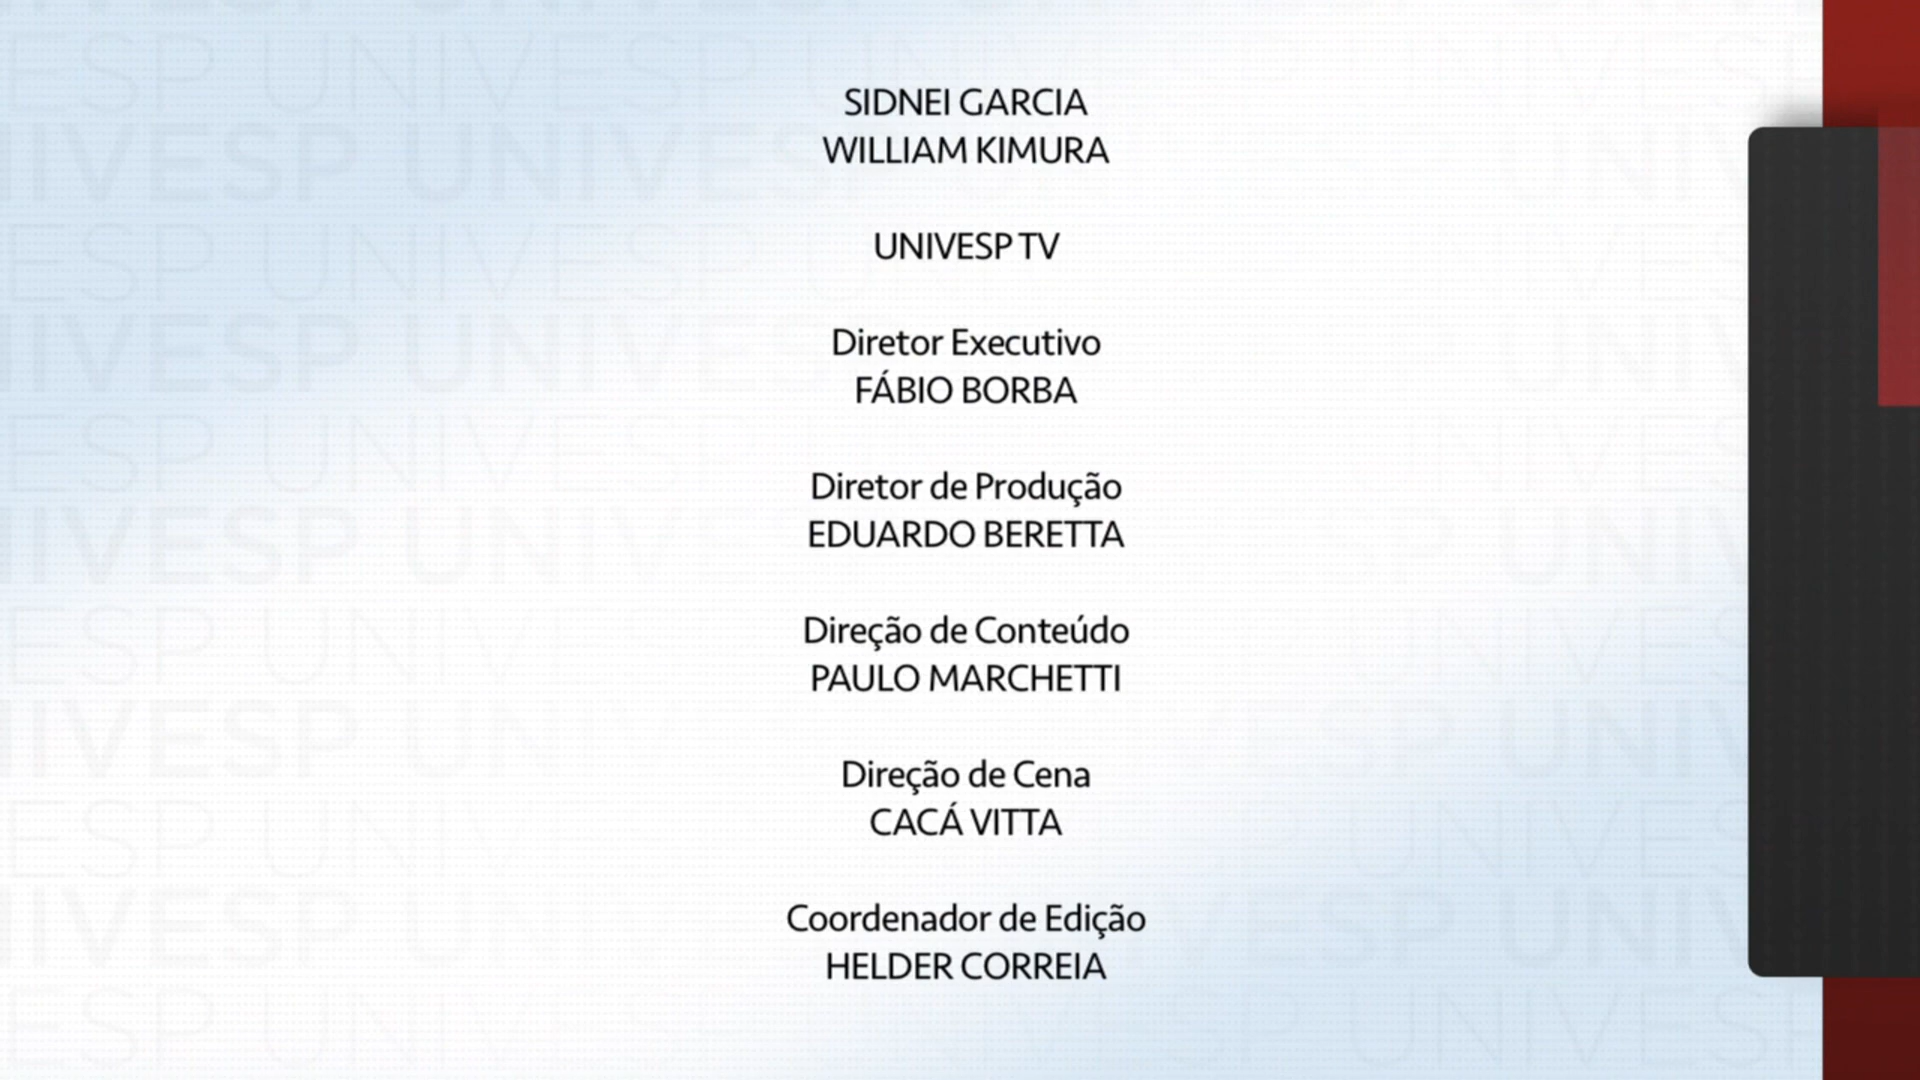 SIDNEI GARCIA
WILLIAM KIMURA
UNIVESP TV
Diretor Executivo
FÁBIO BORBA
Diretor de Produção
EDUARDO BERETTA
Direção de Conteúdo
PAULO MARCHETTI
Direção de Cena
CACÁ VITTA
Coordenador de Edição
HELDER CORREIA